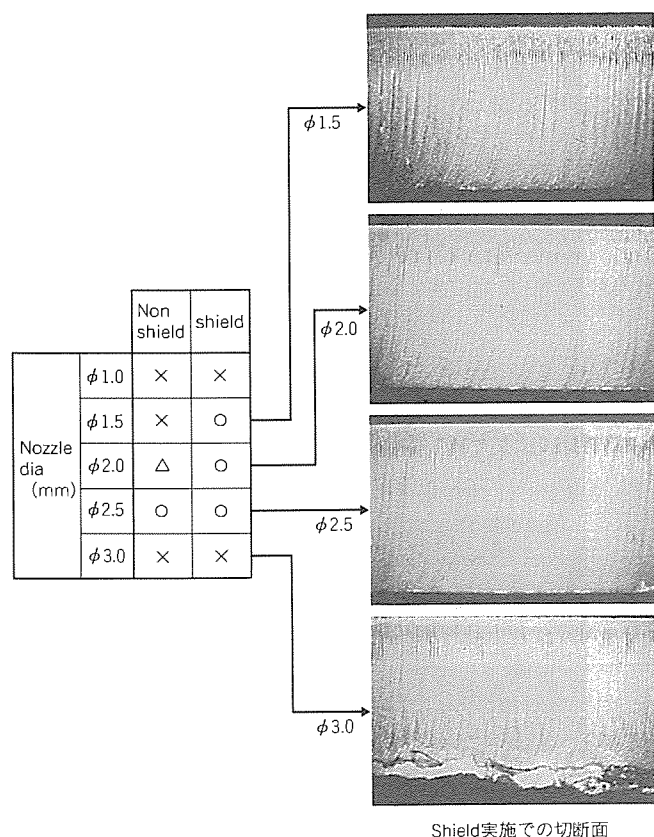 Non shield
shield
Nozzle dia (mm)
φ1.0 × ×
φ1.5 × ○
φ2.0 △ ○
φ2.5 ○ ○
φ3.0 × ×
φ1.5
φ2.0
φ2.5
φ3.0
Shield実施での切断面